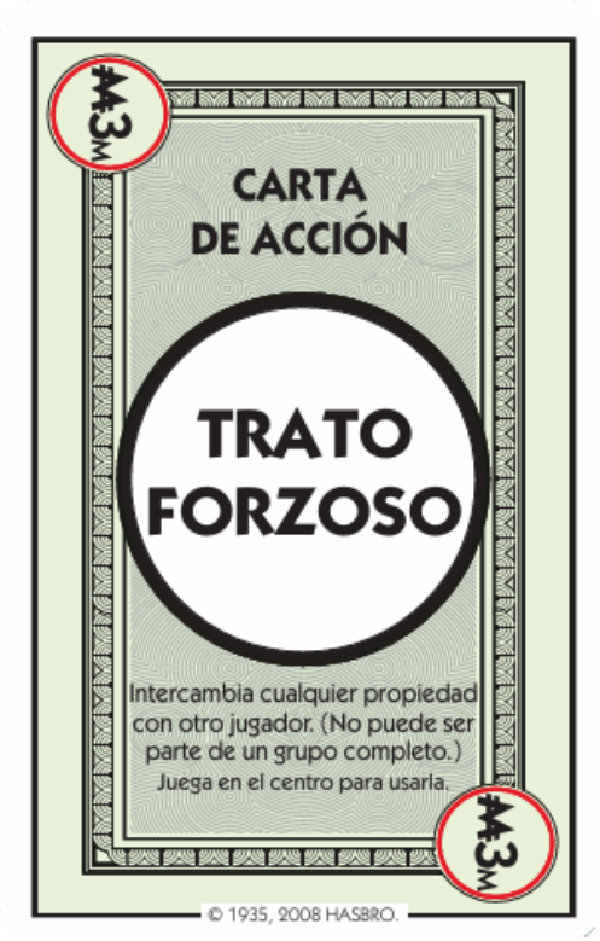 ₩3M
CARTA
DE ACCIÓN
TRATO
FORZOSO
Intercambia cualquier propiedad
con otro jugador. (No puede ser
parte de un grupo completo.)
Juega en el centro para usarla.
₩3M
© 1935, 2008 HASBRO.